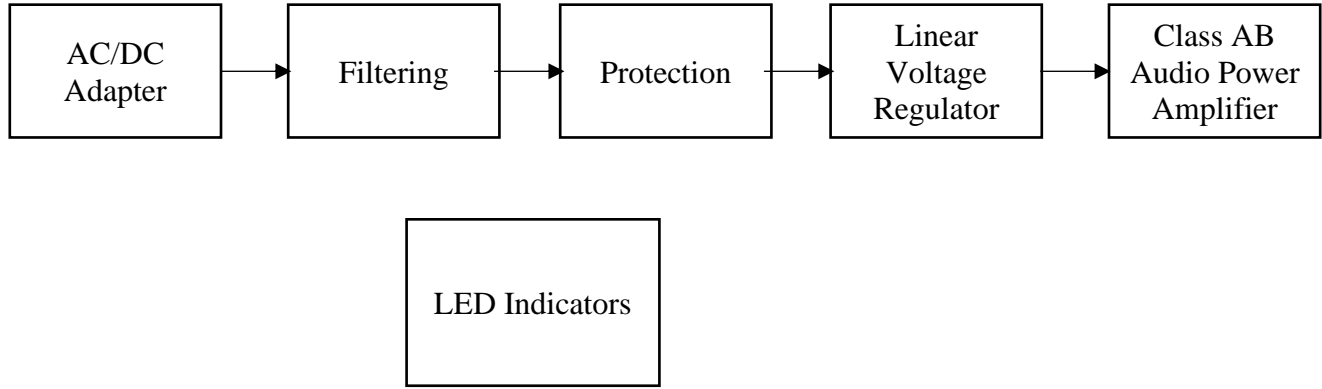 AC/DC
Adapter
Filtering
Protection
Linear
Voltage
Regulator
Class AB
Audio Power
Amplifier
LED Indicators